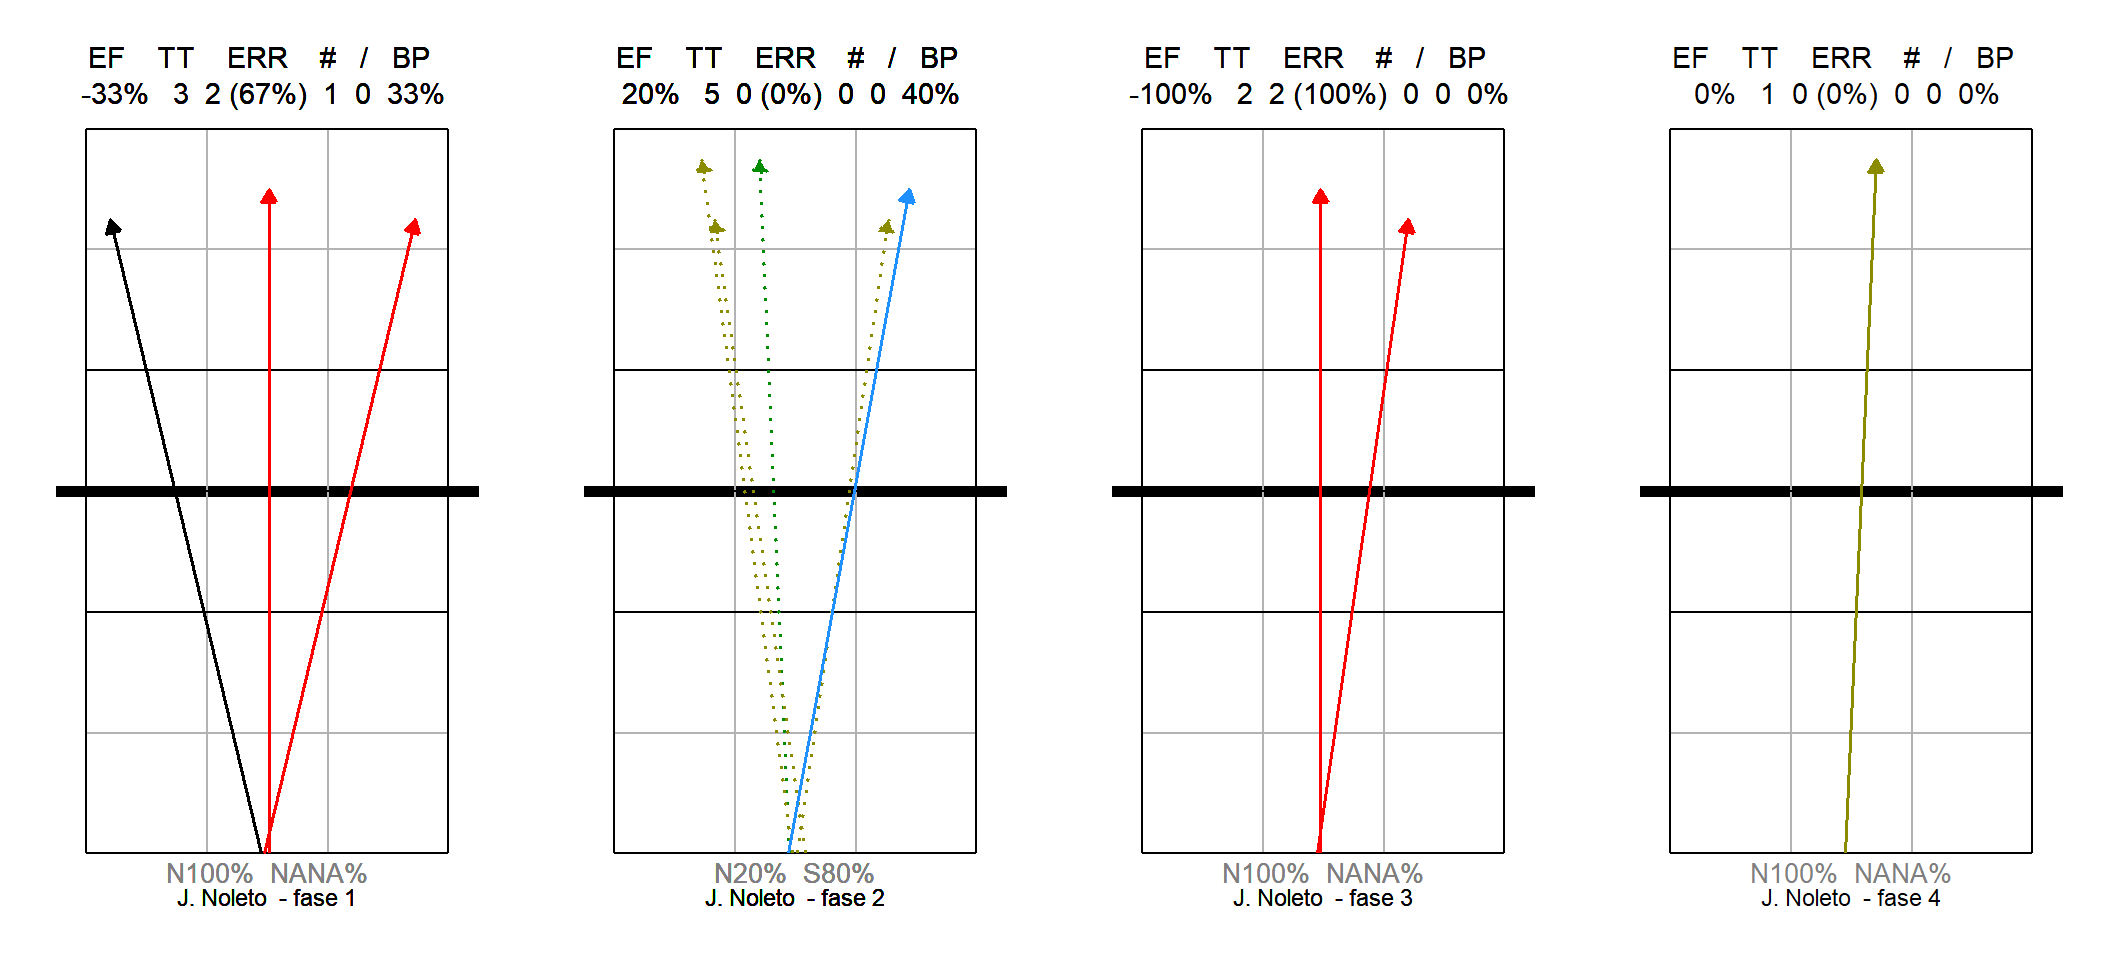 EF TT ERR # / BP
-33% 3 2 (67%) 1 0 33%
N100% NANA%
J. Noleto - fase 1
EF TT ERR # / BP
20% 5 0 (0%) 0 0 40%
N20% S80%
J. Noleto - fase 2
EF TT ERR # / BP
-100% 2 2 (100%) 0 0 0%
N100% NANA%
J. Noleto - fase 3
EF TT ERR # / BP
0% 1 0 (0%) 0 0 0%
N100% NANA%
J. Noleto - fase 4